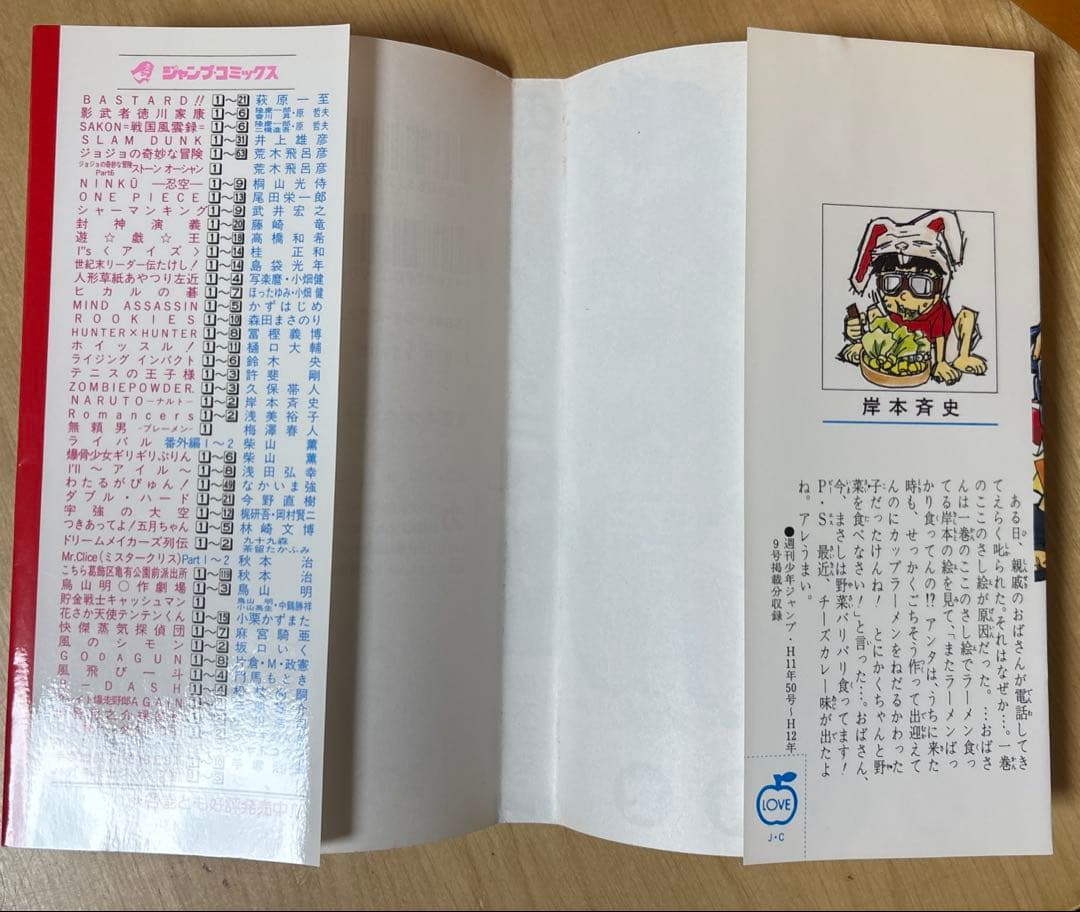 ジャンプ・コミックス
BASTARD!! 1〜21 萩原一至
影武者徳川家康 1〜6 隆慶一郎・原哲夫 會川昇
SAKON=戦国風雲録= 1〜6 隆慶一郎・原哲夫 二橋進吾
SLAM DUNK 1〜31 井上雄彦
ジョジョの奇妙な冒険 1〜63 荒木飛呂彦
ジョジョの奇妙な冒険Part6 ストーンオーシャン 1 荒木飛呂彦
NINKŪ —忍空— 1〜9 桐山光侍
ONE PIECE 1〜13 尾田栄一郎
シャーマンキング 1〜9 武井宏之
封神演義 1〜20 藤崎竜
遊☆戯☆王 1〜18 高橋和希
I"s〈アイズ〉 1〜14 桂正和
世紀末リーダー伝たけし! 1〜14 島袋光年
人形草紙あやつり左近 1〜4 写楽麿・小畑健
ヒカルの碁 1〜7 ほったゆみ・小畑健
MIND ASSASSIN 1〜5 かずはじめ
ROOKIES 1〜10 森田まさのり
HUNTER×HUNTER 1〜8 冨樫義博
ホイッスル! 1〜11 樋口大輔
ライジング インパクト 1〜6 鈴木央
テニスの王子様 1〜3 許斐剛
ZOMBIEPOWDER. 1〜3 久保帯人
NARUTO—ナルト— 1〜2 岸本斉史
Romancers 1〜2 浅美裕子
無頼男—ブレーメン— 1 梅澤春人
ライバル 番外編1〜2 柴山薫
爆骨少女ギリギリぷりん 1〜6 柴山薫
I'll〜アイル〜 1〜8 浅田弘幸
わたるがぴゅん! 1〜49 なかいま強
ダブル・ハード 1〜21 今野直樹
宇強の大空 1〜12 梶研吾・岡村賢二
つきあってよ!五月ちゃん 1〜5 林崎文博
ドリームメイカーズ列伝 1〜2 九十九森 茶留たかふみ
Mr.Clice(ミスタークリス)Part 1〜2 秋本治
こちら葛飾区亀有公園前派出所 1〜119 秋本治
鳥山明○作劇場 1〜3 鳥山明
貯金戦士キャッシュマン 1 鳥山明 小山高生・中鶴勝祥
花さか天使テンテンくん 1〜15 小栗かずまた
快傑蒸気探偵団 1〜7 麻宮騎亜
風のシモン 1〜2 坂口いく
GODAGUN 1〜8 片倉・M・政憲
風飛び一斗 1〜4 門馬もとき
岸本斉史
ある日、親戚のおばさんが電話してき
てえらく叱られた。それはなぜか…。一巻
のここのさし絵が原因だった。…おばさ
んは一巻のここのさし絵でラーメン食っ
てる岸本の絵を見て、「またラーメンばっ
かり食ってんの!?アンタは、うちに来た
時も、せっかくごちそう作って出迎えて
んのにカップラーメンをねだるかわった
子だったけんね! とにかくちゃんと野
菜を食べなさい!」と言った…。おばさん、
今、まさしは野菜バリバリ食ってます!
P・S 最近、チーズカレー味が出たよ
ね。アレうまい。
●週刊少年ジャンプ・H11年50号〜H12年
9号掲載分収録
LOVE
J・C